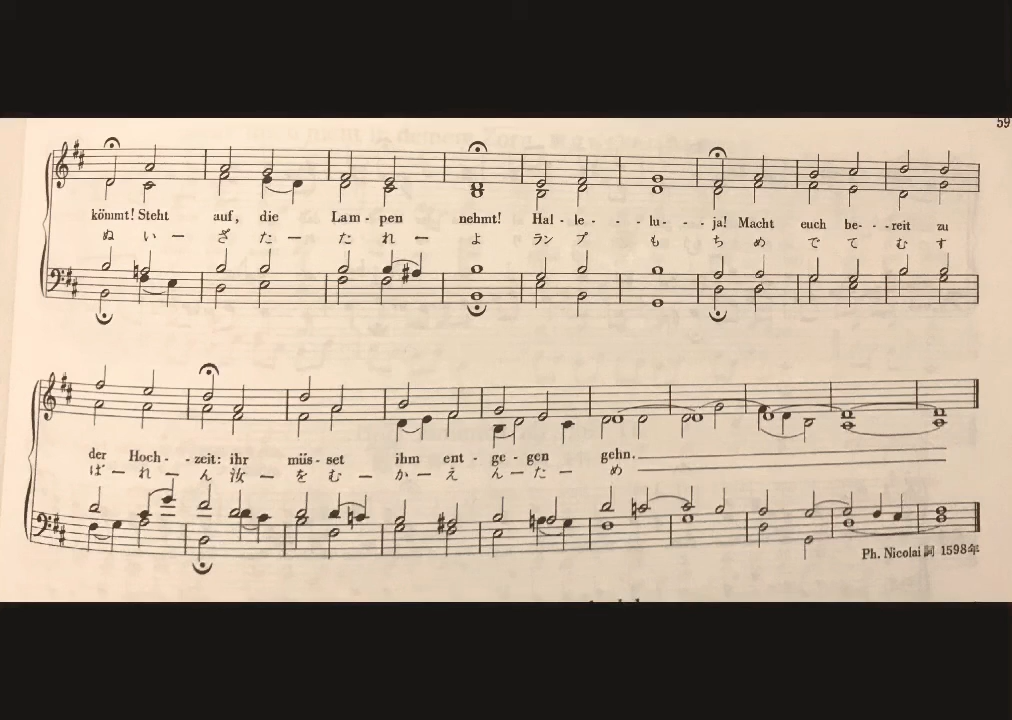 59
kömmt! Steht auf, die Lam - pen nehmt! Hal - le - - - lu - - - ja! Macht euch be - - - reit zu
ぬ い ー ざ た ー た れ ー よ ラン プ も ち め で て む す
der Hoch - - zeit: ihr müs - set ihm ent - ge - gen gehn.
ば ー れ ー ん 汝 ー を む ー か ー え ん ー た ー め
Ph. Nicolai 詞 1598年